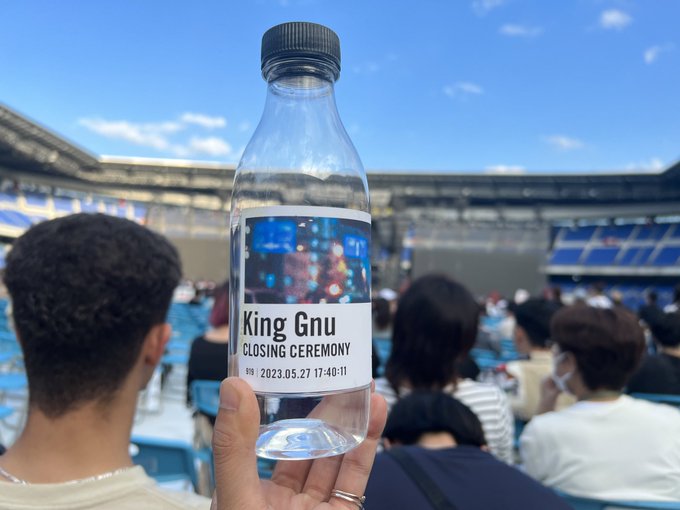 King Gnu
CLOSING CEREMONY
919 | 2023.05.27 17:40:11